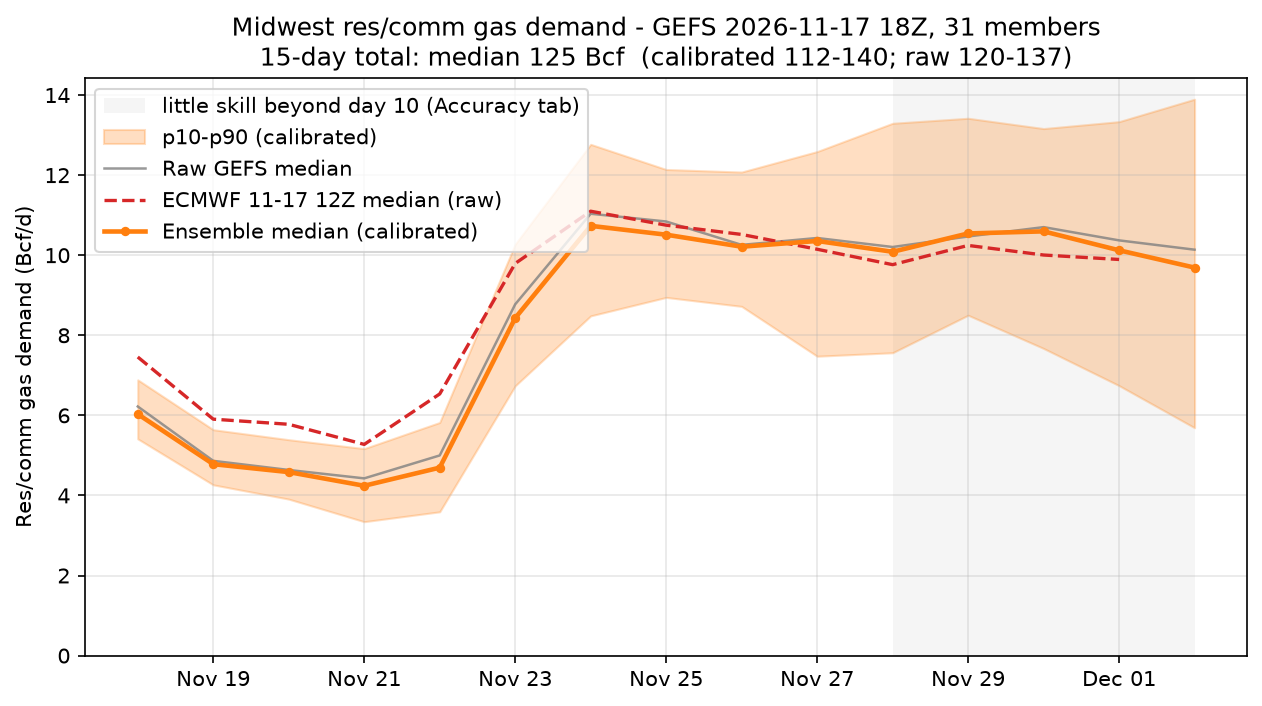 Midwest res/comm gas demand - GEFS 2026-11-17 18Z, 31 members
15-day total: median 125 Bcf  (calibrated 112-140; raw 120-137)
little skill beyond day 10 (Accuracy tab)
p10-p90 (calibrated)
Raw GEFS median
ECMWF 11-17 12Z median (raw)
Ensemble median (calibrated)
Res/comm gas demand (Bcf/d)
14
12
10
8
6
4
2
0
Nov 19
Nov 21
Nov 23
Nov 25
Nov 27
Nov 29
Dec 01